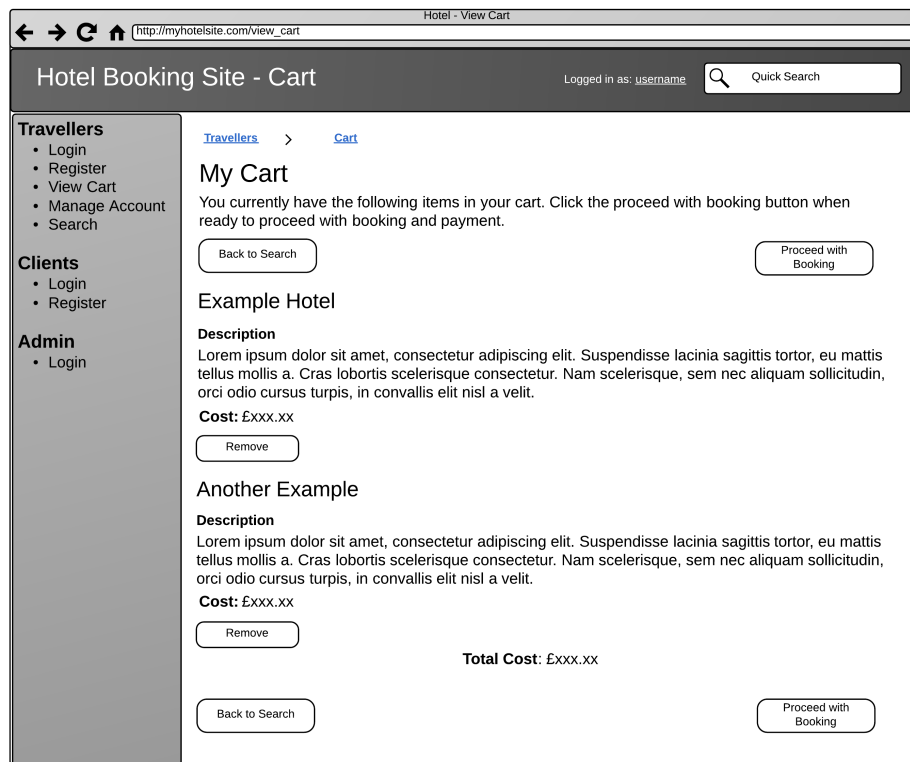 Hotel - View Cart
http://myhotelsite.com/view_cart
Hotel Booking Site - Cart
Logged in as: username
Quick Search
Travellers
• Login
• Register
• View Cart
• Manage Account
• Search
Clients
• Login
• Register
Admin
• Login
Travellers > Cart
My Cart
You currently have the following items in your cart. Click the proceed with booking button when
ready to proceed with booking and payment.
Back to Search
Proceed with
Booking
Example Hotel
Description
Lorem ipsum dolor sit amet, consectetur adipiscing elit. Suspendisse lacinia sagittis tortor, eu mattis
tellus mollis a. Cras lobortis scelerisque consectetur. Nam scelerisque, sem nec aliquam sollicitudin,
orci odio cursus turpis, in convallis elit nisl a velit.
Cost: £xxx.xx
Remove
Another Example
Description
Lorem ipsum dolor sit amet, consectetur adipiscing elit. Suspendisse lacinia sagittis tortor, eu mattis
tellus mollis a. Cras lobortis scelerisque consectetur. Nam scelerisque, sem nec aliquam sollicitudin,
orci odio cursus turpis, in convallis elit nisl a velit.
Cost: £xxx.xx
Remove
Total Cost: £xxx.xx
Back to Search
Proceed with
Booking